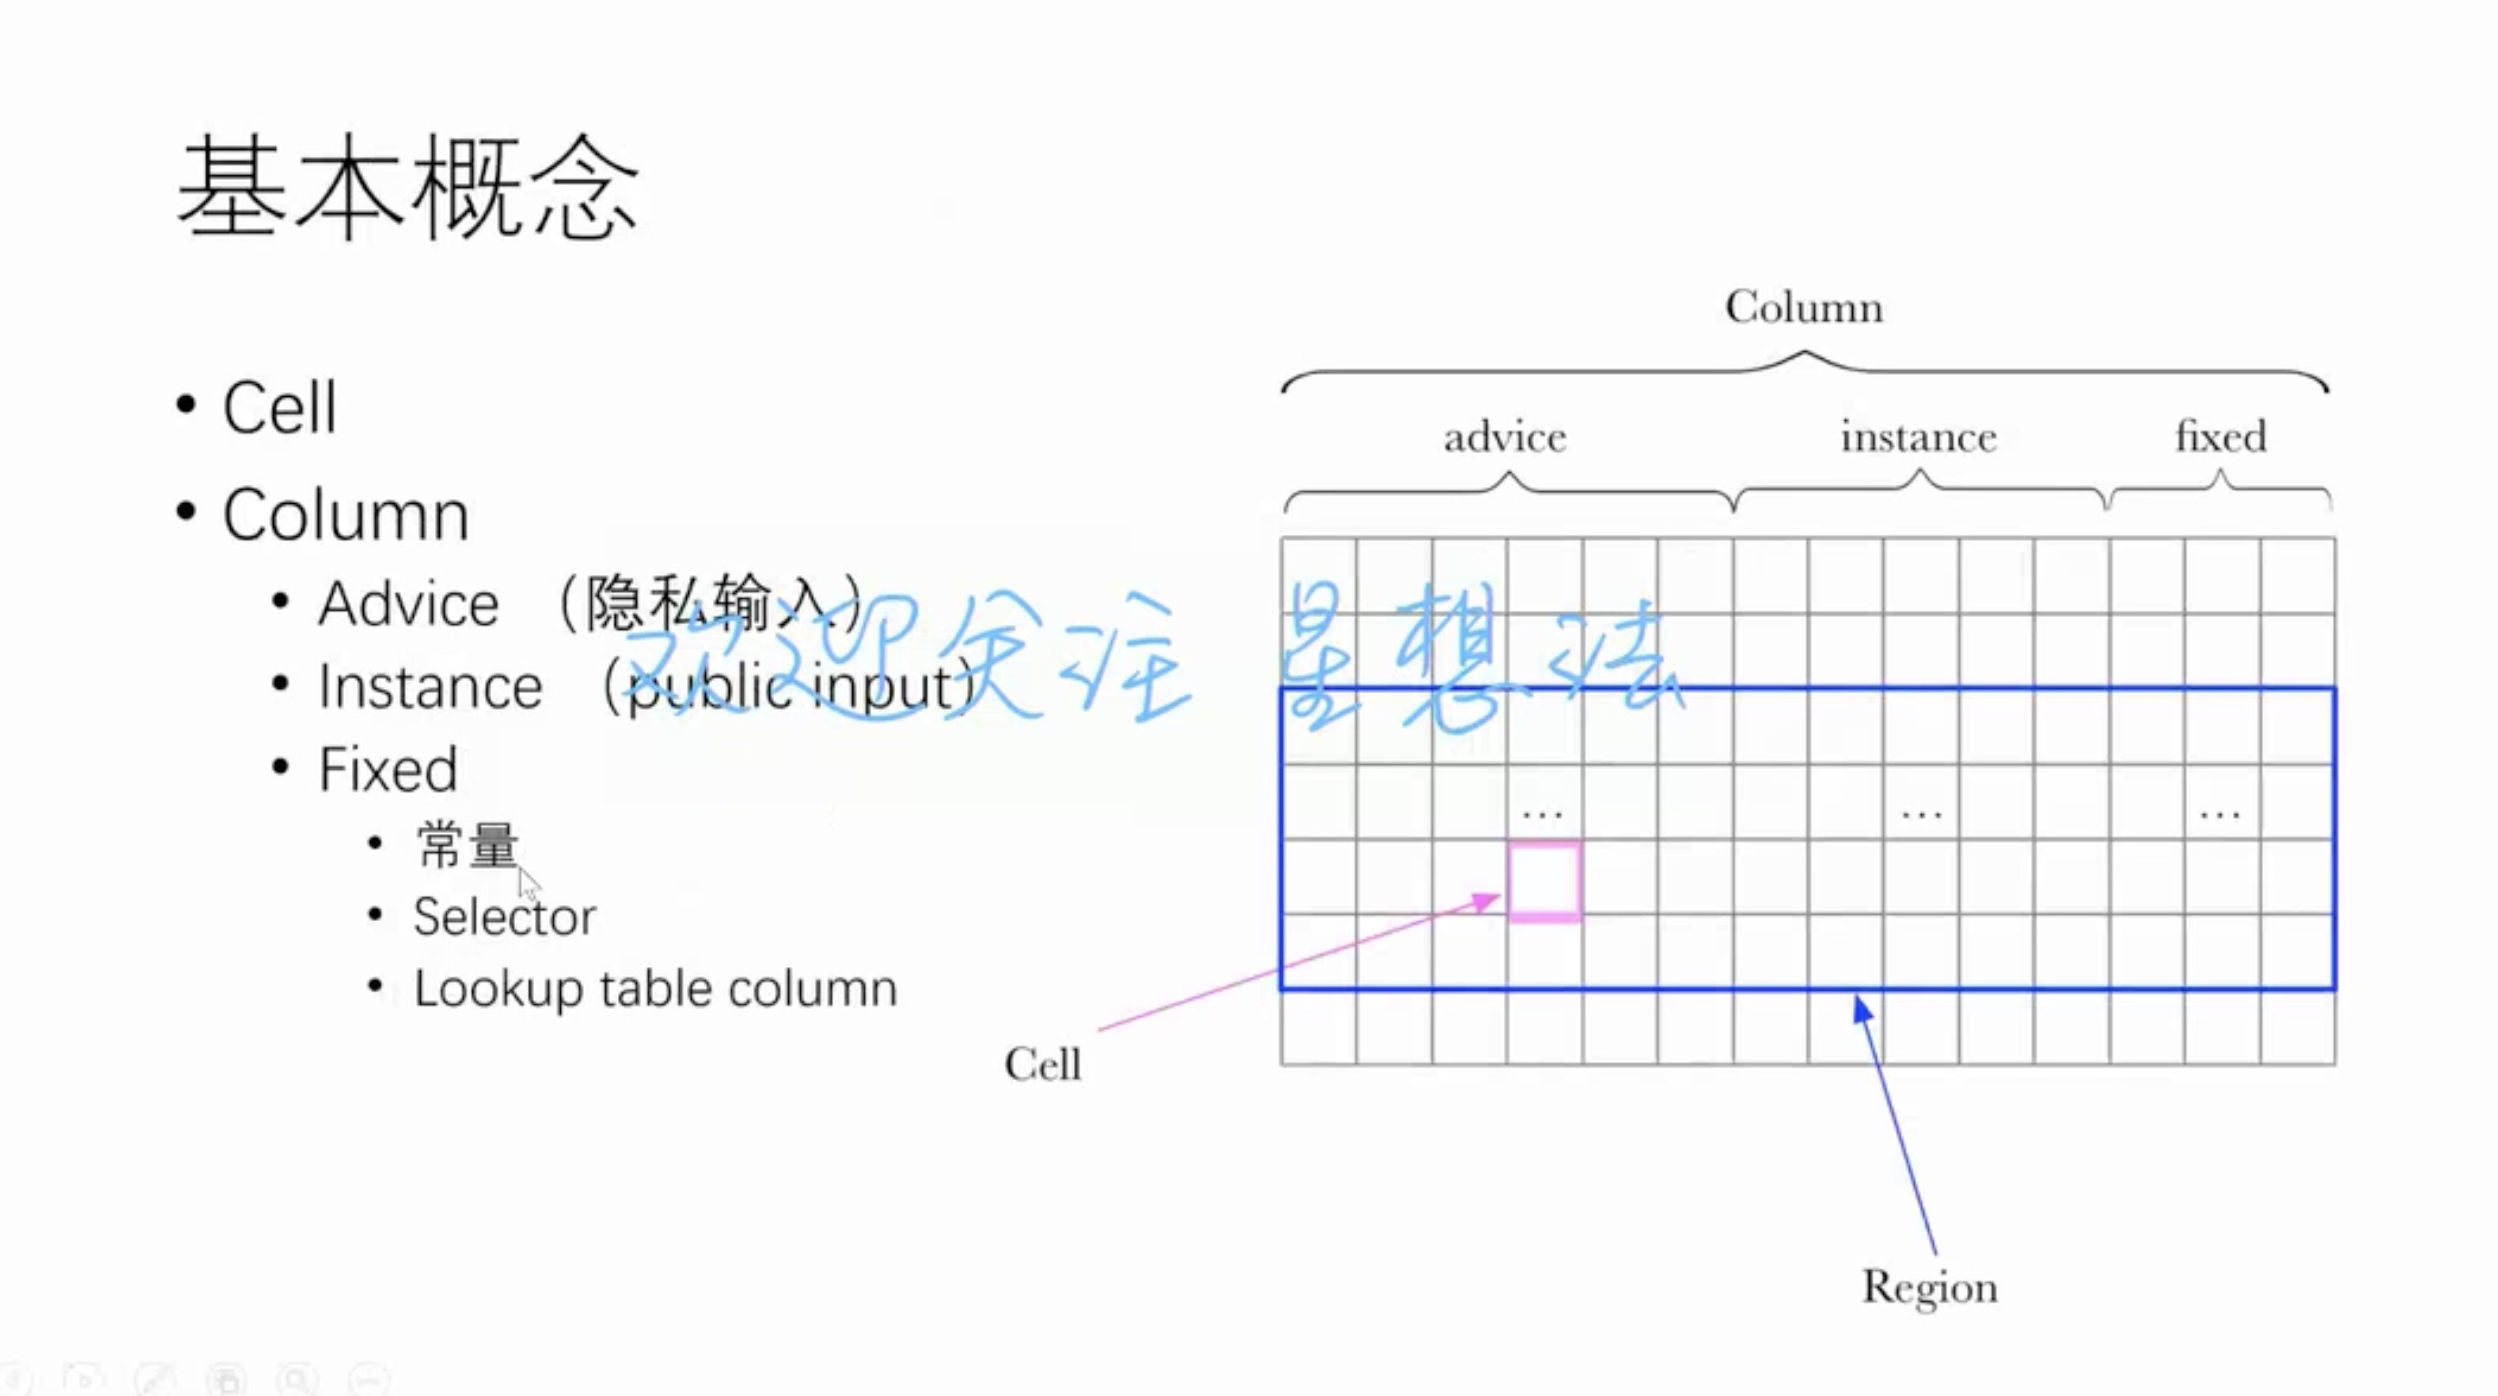 基本概念
• Cell
• Column
• Advice （隐私输入）
• Instance （public input）
• Fixed
• 常量
• Selector
• Lookup table column
欢迎关注 星想法
Column
advice instance fixed
... ... ...
Cell
Region